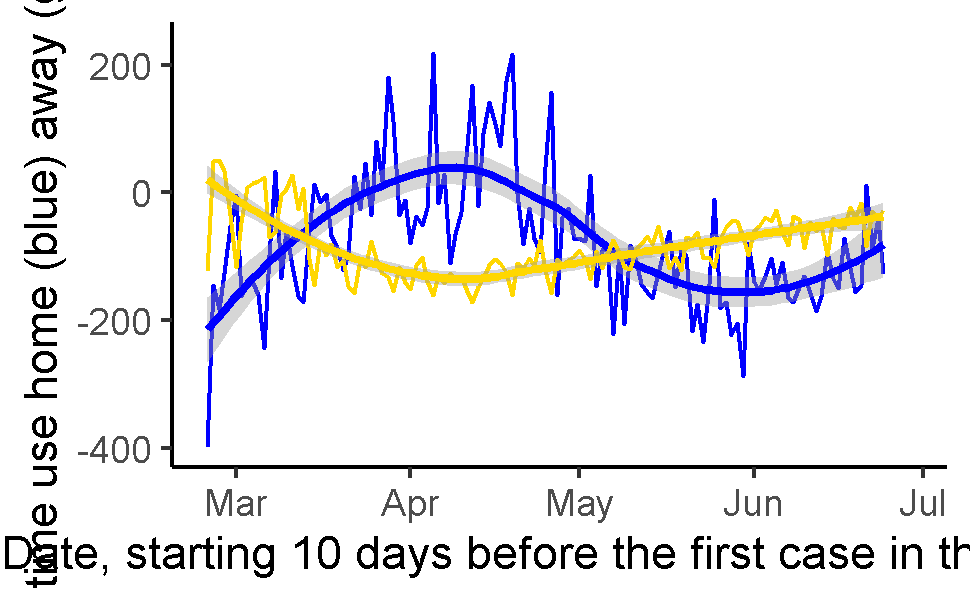 time use home (blue) away (
200
0
-200
-400
Mar Apr May Jun Jul
Date, starting 10 days before the first case in th